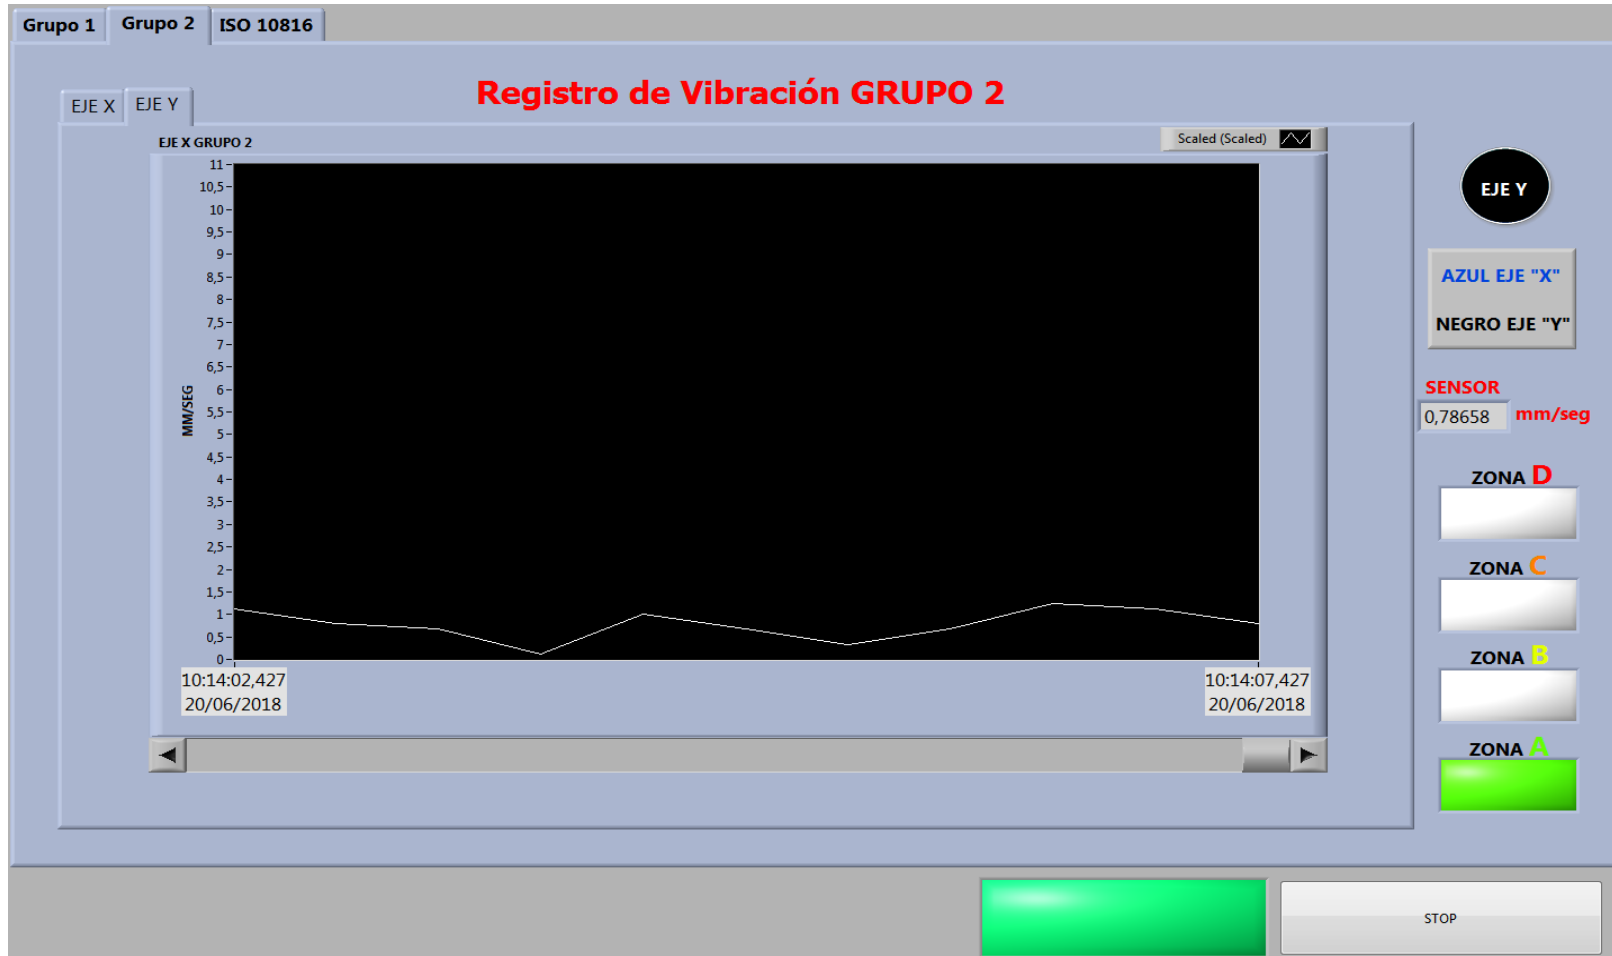 Grupo 1 Grupo 2 ISO 10816
Registro de Vibración GRUPO 2
EJE X EJE Y
EJE X GRUPO 2
Scaled (Scaled)
11
10,5
10
9,5
9
8,5
8
7,5
7
6,5
6
5,5
5
4,5
4
3,5
3
2,5
2
1,5
1
0,5
0
MM/SEG
10:14:02,427
20/06/2018
10:14:07,427
20/06/2018
EJE Y
AZUL EJE "X"
NEGRO EJE "Y"
SENSOR
0,78658 mm/seg
ZONA D
ZONA C
ZONA B
ZONA A
STOP